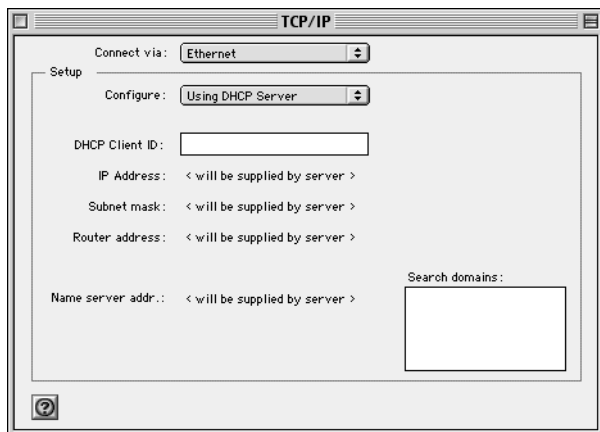 TCP/IP
Connect via: Ethernet
Setup
Configure: Using DHCP Server
DHCP Client ID:
IP Address: < will be supplied by server >
Subnet mask: < will be supplied by server >
Router address: < will be supplied by server >
Search domains:
Name server addr.: < will be supplied by server >
?